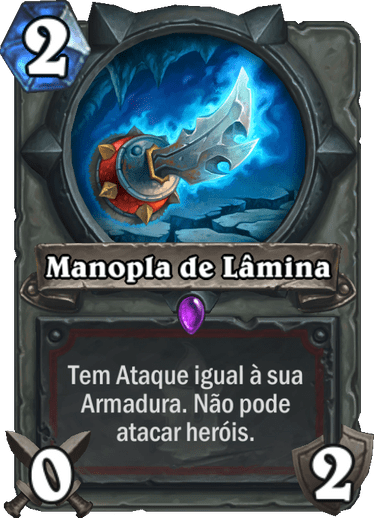 2
Manopla de Lâmina
Tem Ataque igual à sua
Armadura. Não pode
atacar heróis.
0
2